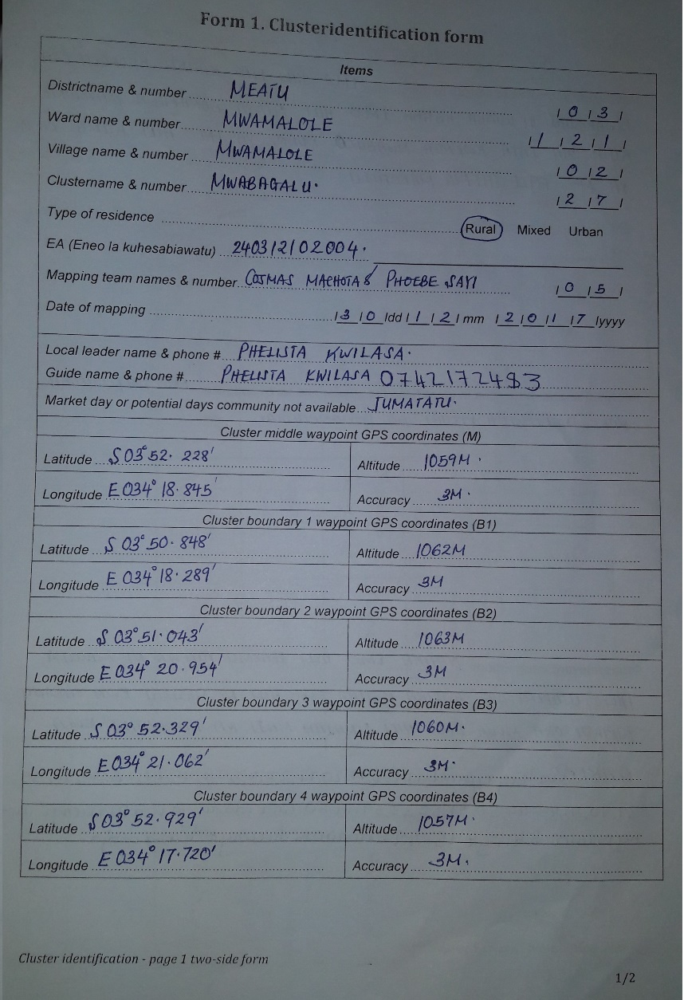 Form 1. Clusteridentification form
Items
Districtname & number MEATU |0|3|
Ward name & number MWAMALOLE |1|2|1|
Village name & number MWAMALOLE |0|2|
Clustername & number MWABAGALU. |2|7|
Type of residence Rural Mixed Urban
EA (Eneo la kuhesabiawatu) 240312102004.
Mapping team names & number COSMAS MACHOTA & PHOEBE SAYI |0|5|
Date of mapping |3|0|dd|1|2|mm |2|0|1|7|yyyy
Local leader name & phone # PHELISTA KWILASA.
Guide name & phone # PHELISTA KWILASA 0742172493
Market day or potential days community not available JUMATATU.
Cluster middle waypoint GPS coordinates (M)
Latitude S 03° 52. 228' Altitude 1059M .
Longitude E 034° 18. 845' Accuracy 3M .
Cluster boundary 1 waypoint GPS coordinates (B1)
Latitude S 03° 50. 848' Altitude 1062M
Longitude E 034° 18. 289' Accuracy 3M
Cluster boundary 2 waypoint GPS coordinates (B2)
Latitude S 03° 51. 043' Altitude 1063M
Longitude E 034° 20. 954' Accuracy 3M
Cluster boundary 3 waypoint GPS coordinates (B3)
Latitude S 03° 52.329' Altitude 1060M.
Longitude E 034° 21. 062' Accuracy 3M.
Cluster boundary 4 waypoint GPS coordinates (B4)
Latitude S 03° 52. 929' Altitude 1057M.
Longitude E 034° 17. 720' Accuracy 3M.
Cluster identification - page 1 two-side form
1/2